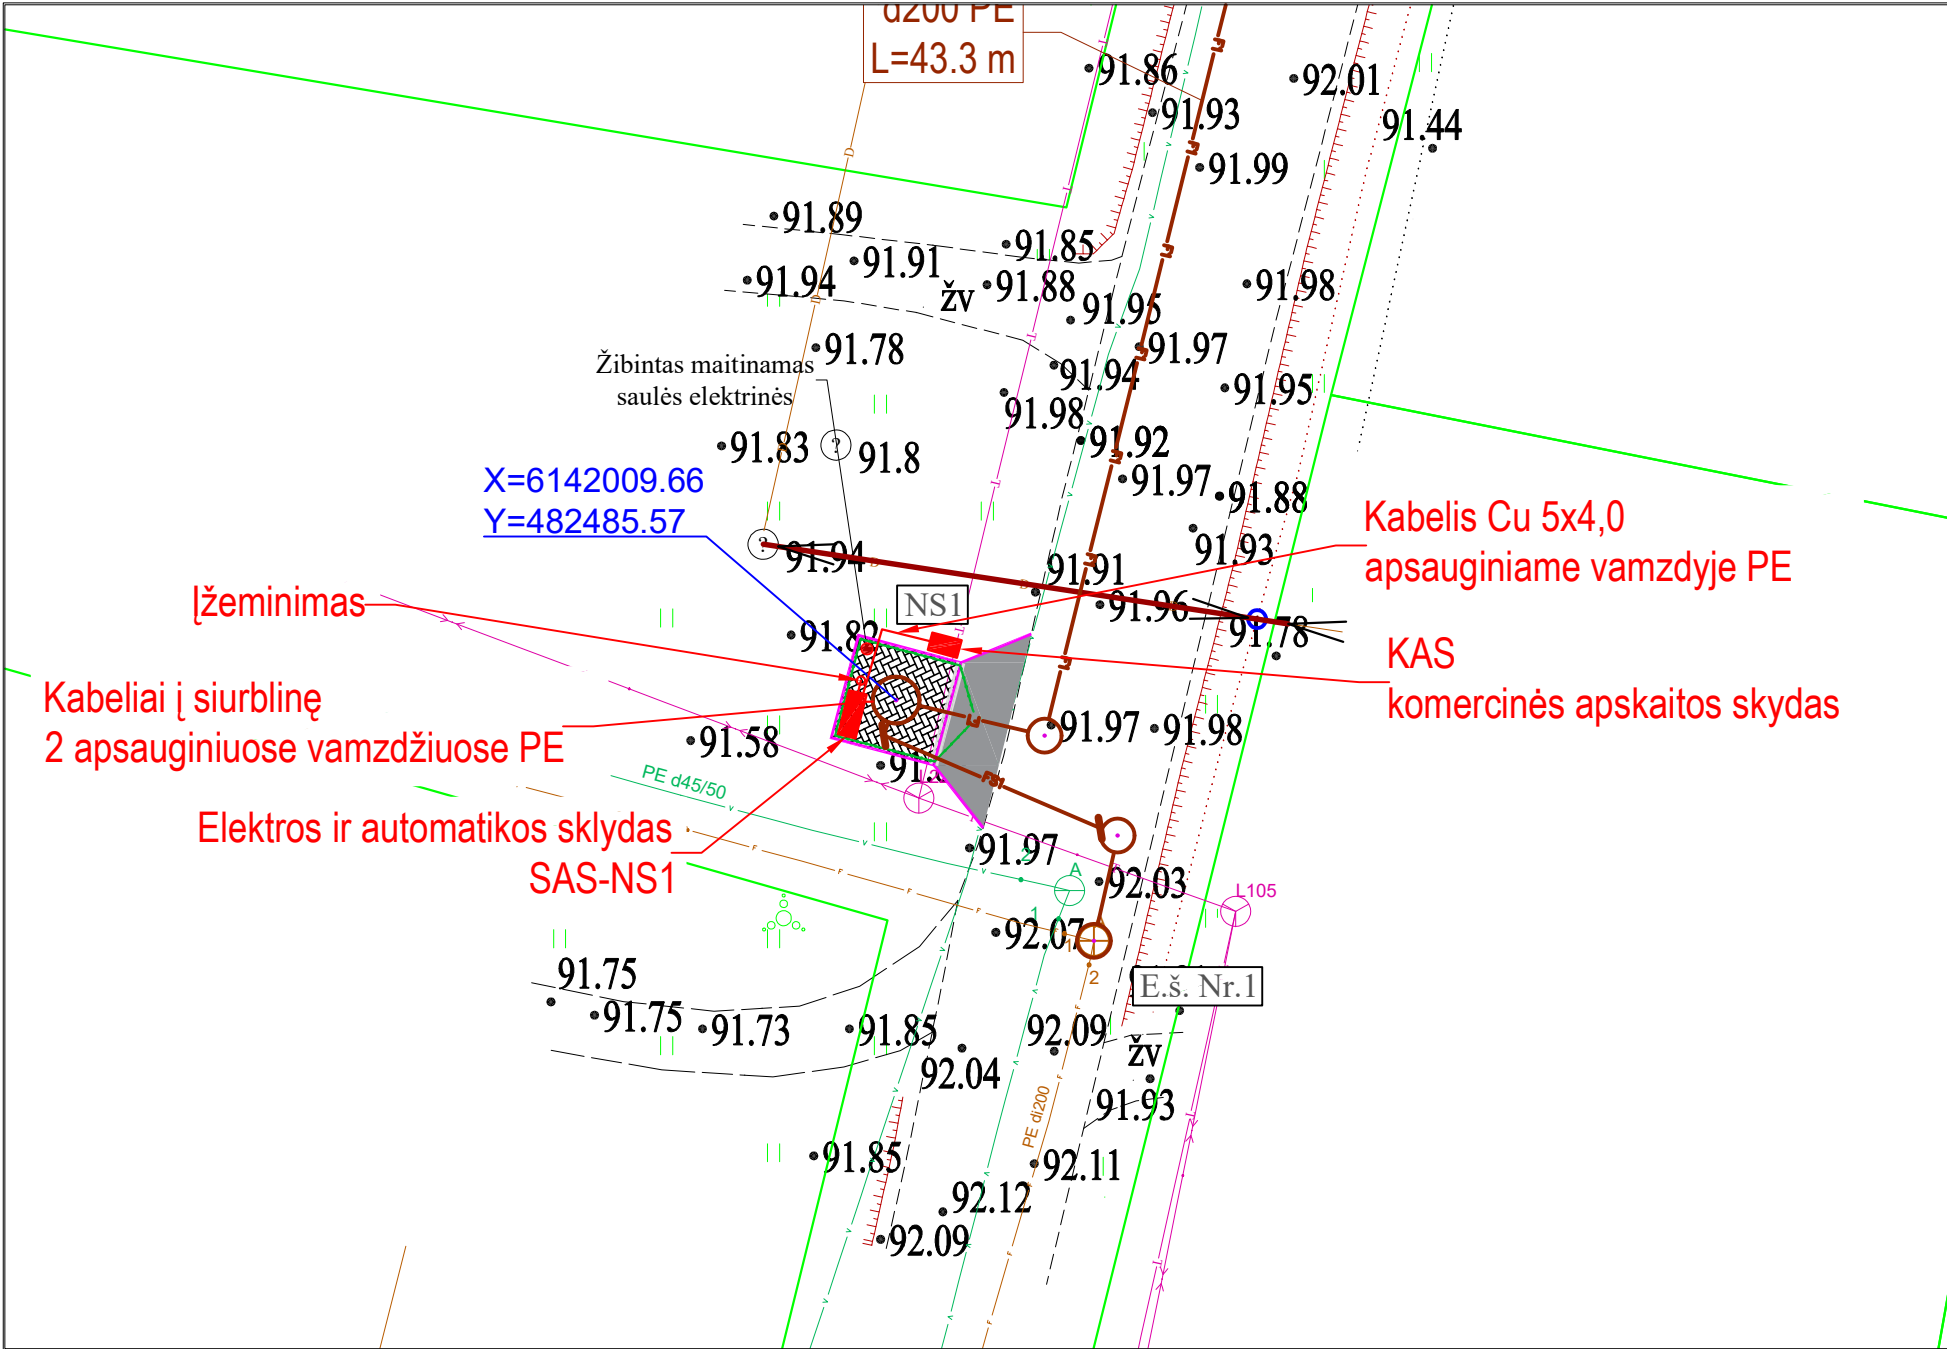 d200 PE
L=43.3 m
91.86
92.01
91.93
91.44
91.99
91.89
91.85
91.91
91.94
91.88
žv
91.98
91.95
91.78
91.97
Žibintas maitinamas
saulės elektrinės
91.94
91.95
91.98
91.83
91.8
91.92
X=6142009.66
Y=482485.57
91.97
91.88
Kabelis Cu 5x4,0
apsauginiame vamzdyje PE
91.93
91.94
91.91
Įžeminimas
NS1
91.96
91.82
91.78
KAS
komercinės apskaitos skydas
Kabeliai į siurblinę
2 apsauginiuose vamzdžiuose PE
91.58
91.97
91.98
PE d45/50
FS1
Elektros ir automatikos sklydas
SAS-NS1
91.97
2
A
92.03
L105
1
92.07
1
2
E.š. Nr.1
91.75
91.75
91.73
91.85
92.09
92.04
žv
91.93
PE di200
91.85
92.11
92.12
92.09